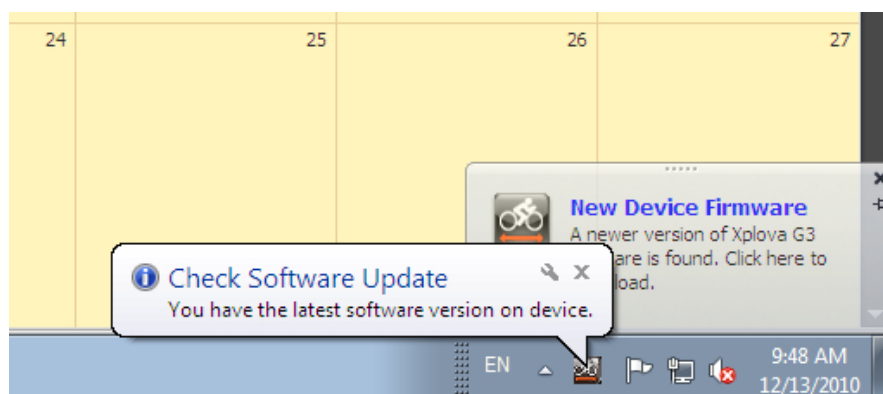 24 25 26 27
New Device Firmware
A newer version of Xplova G3
are is found. Click here to
load.
Check Software Update
You have the latest software version on device.
EN
9:48 AM
12/13/2010